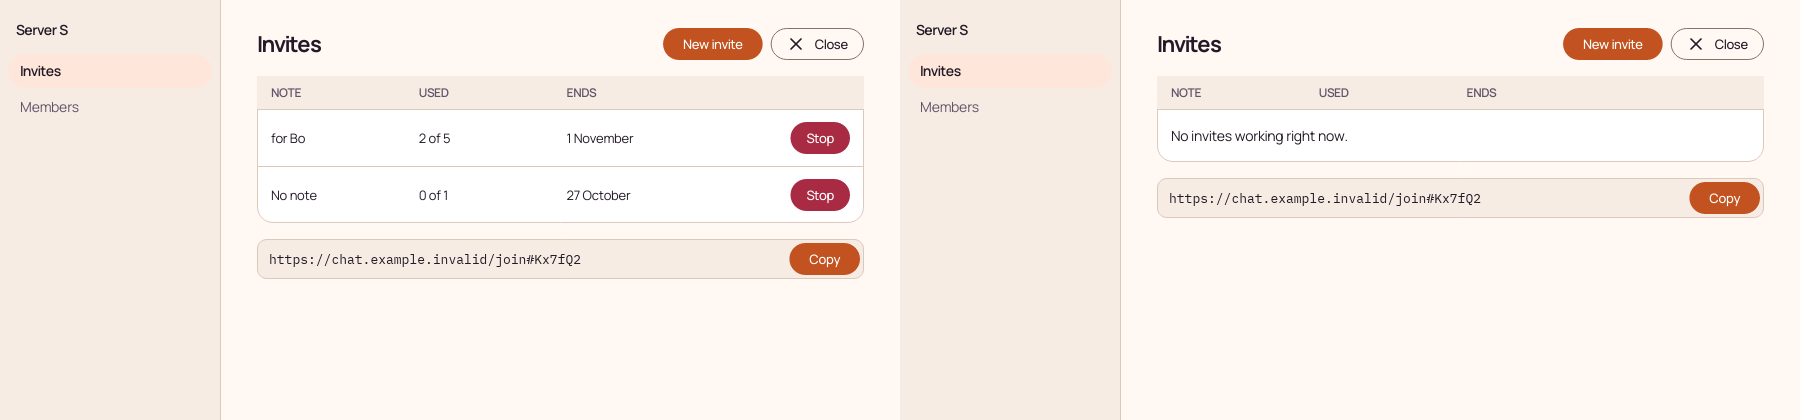 Server S
Invites
Members
Invites
New invite
Close
NOTE USED ENDS
for Bo 2 of 5 1 November Stop
No note 0 of 1 27 October Stop
https://chat.example.invalid/join#Kx7fQ2 Copy
Server S
Invites
Members
Invites
New invite
Close
NOTE USED ENDS
No invites working right now.
https://chat.example.invalid/join#Kx7fQ2 Copy